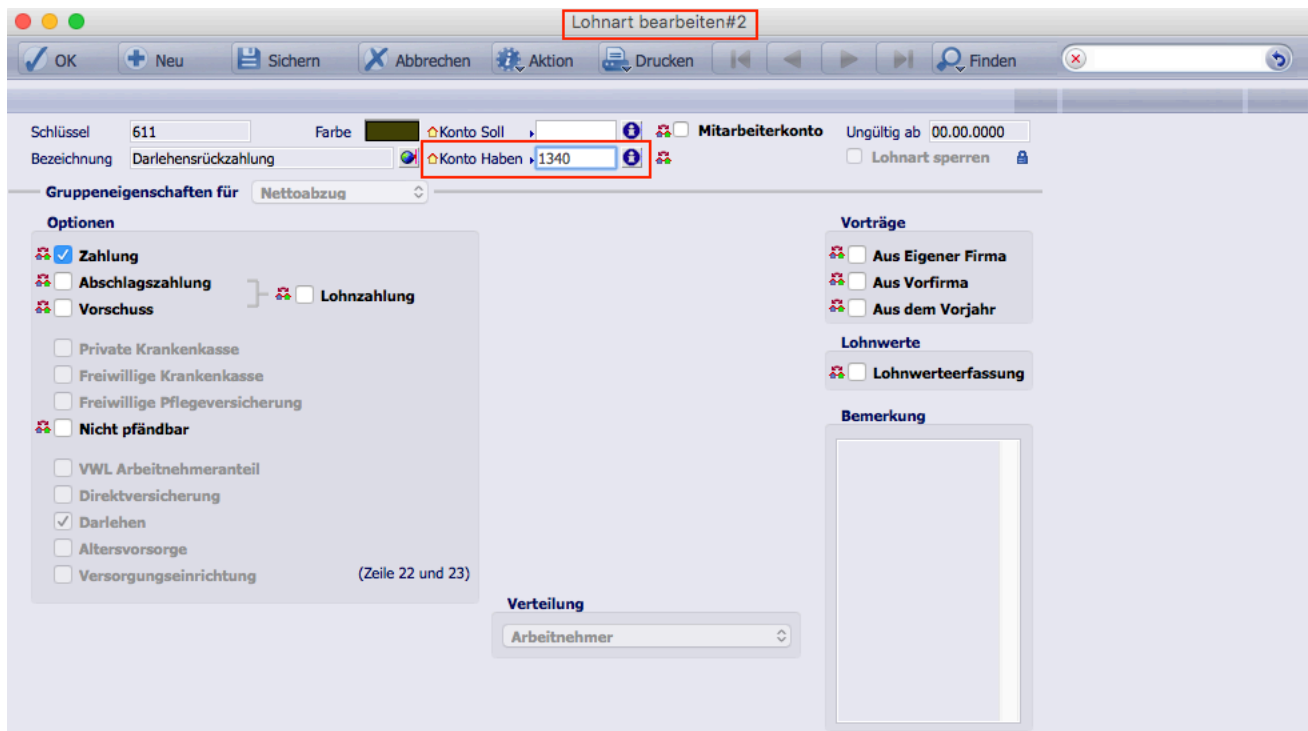 Lohnart bearbeiten#2
OK Neu Sichern Abbrechen Aktion Drucken Finden
Schlüssel 611 Farbe Konto Soll Mitarbeiterkonto Ungültig ab 00.00.0000
Bezeichnung Darlehensrückzahlung Konto Haben 1340 Lohnart sperren
Gruppeneigenschaften für Nettoabzug
Optionen
Zahlung
Abschlagszahlung
Lohnzahlung
Vorschuss
Private Krankenkasse
Freiwillige Krankenkasse
Freiwillige Pflegeversicherung
Nicht pfändbar
VWL Arbeitnehmeranteil
Direktversicherung
Darlehen
Altersvorsorge
Versorgungseinrichtung (Zeile 22 und 23)
Verteilung
Arbeitnehmer
Vorträge
Aus Eigener Firma
Aus Vorfirma
Aus dem Vorjahr
Lohnwerte
Lohnwerteerfassung
Bemerkung